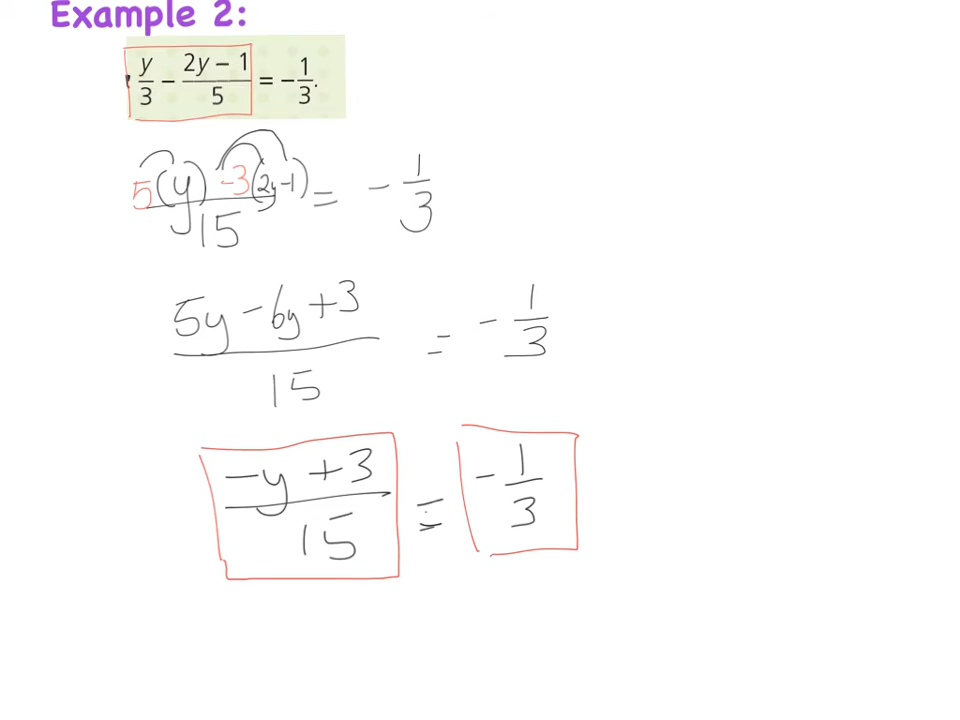 Example 2:
y/3 − (2y − 1)/5 = −1/3.
(5(y) -3(2y-1))/15 = -1/3
(5y - 6y + 3)/15 = -1/3
(-y + 3)/15 = -1/3